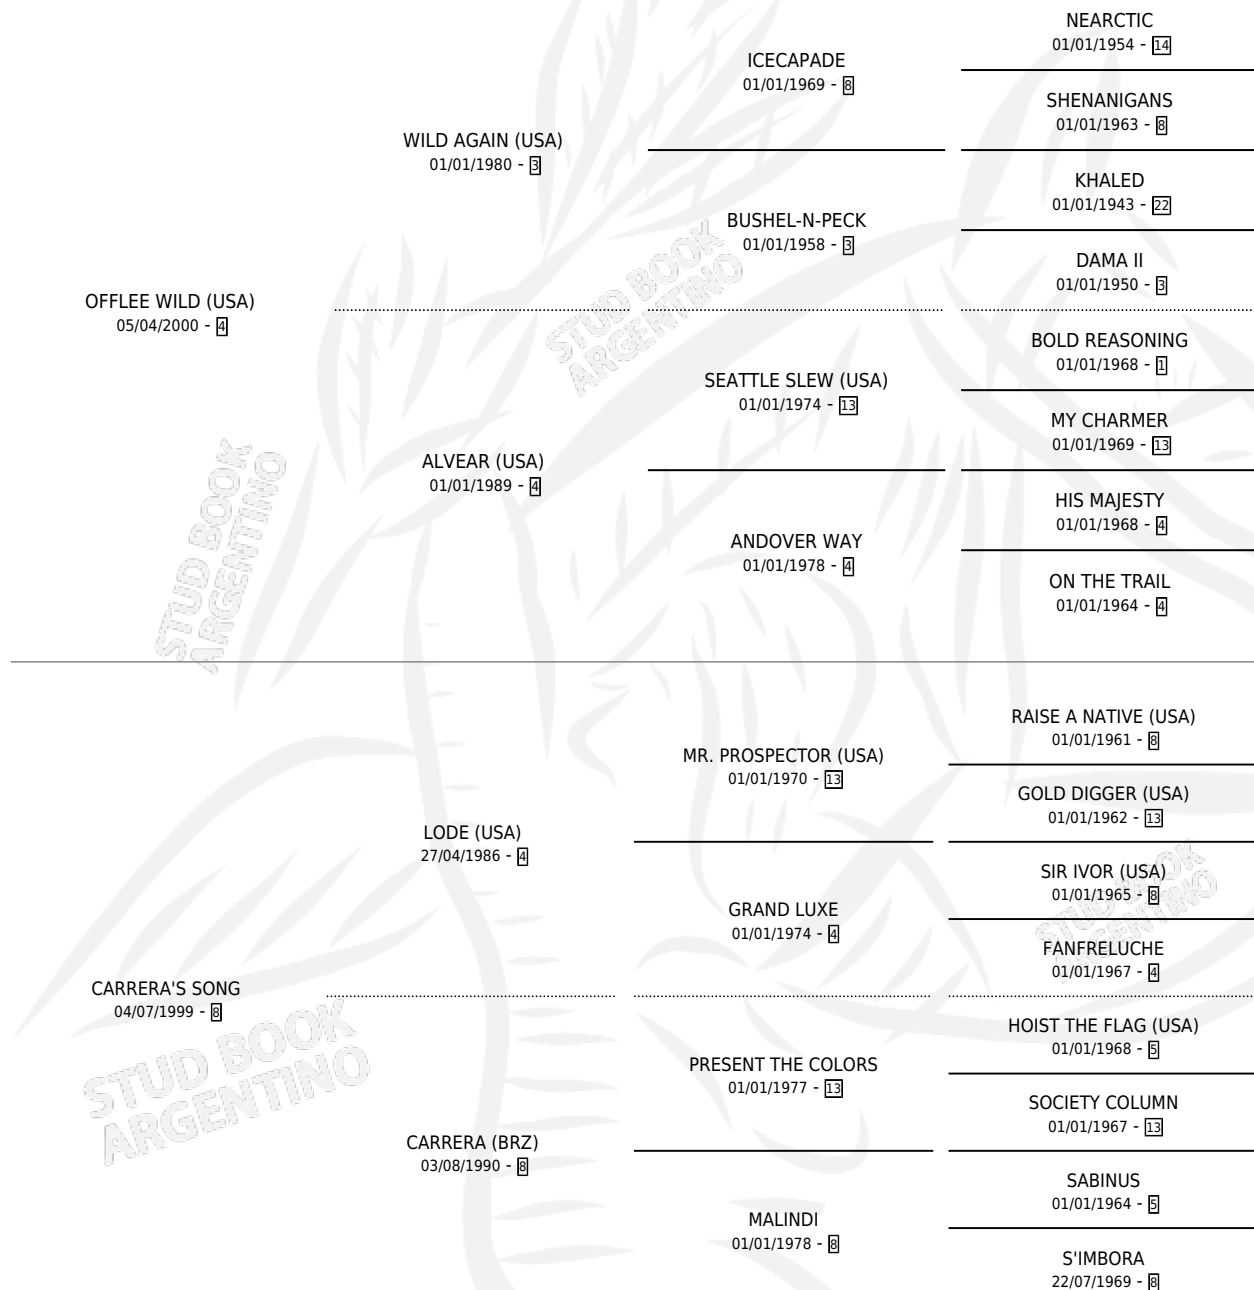 NEARCTIC
01/01/1954 - 14
ICECAPADE
01/01/1969 - 8
SHENANIGANS
01/01/1963 - 8
WILD AGAIN (USA)
01/01/1980 - 3
KHALED
01/01/1943 - 22
BUSHEL-N-PECK
01/01/1958 - 3
DAMA II
01/01/1950 - 3
OFFLEE WILD (USA)
05/04/2000 - 4
BOLD REASONING
01/01/1968 - 1
SEATTLE SLEW (USA)
01/01/1974 - 13
MY CHARMER
01/01/1969 - 13
ALVEAR (USA)
01/01/1989 - 4
HIS MAJESTY
01/01/1968 - 4
ANDOVER WAY
01/01/1978 - 4
ON THE TRAIL
01/01/1964 - 4
RAISE A NATIVE (USA)
01/01/1961 - 8
MR. PROSPECTOR (USA)
01/01/1970 - 13
GOLD DIGGER (USA)
01/01/1962 - 13
LODE (USA)
27/04/1986 - 4
SIR IVOR (USA)
01/01/1965 - 8
GRAND LUXE
01/01/1974 - 4
FANFRELUCHE
01/01/1967 - 4
CARRERA'S SONG
04/07/1999 - 8
HOIST THE FLAG (USA)
01/01/1968 - 5
PRESENT THE COLORS
01/01/1977 - 13
SOCIETY COLUMN
01/01/1967 - 13
CARRERA (BRZ)
03/08/1990 - 8
SABINUS
01/01/1964 - 5
MALINDI
01/01/1978 - 8
S'IMBORA
22/07/1969 - 8
STUD BOOK
ARGENTINO
STUD BOOK
ARGENTINO
STUD BOOK
ARGENTINO
STUD BOOK
ARGENTINO